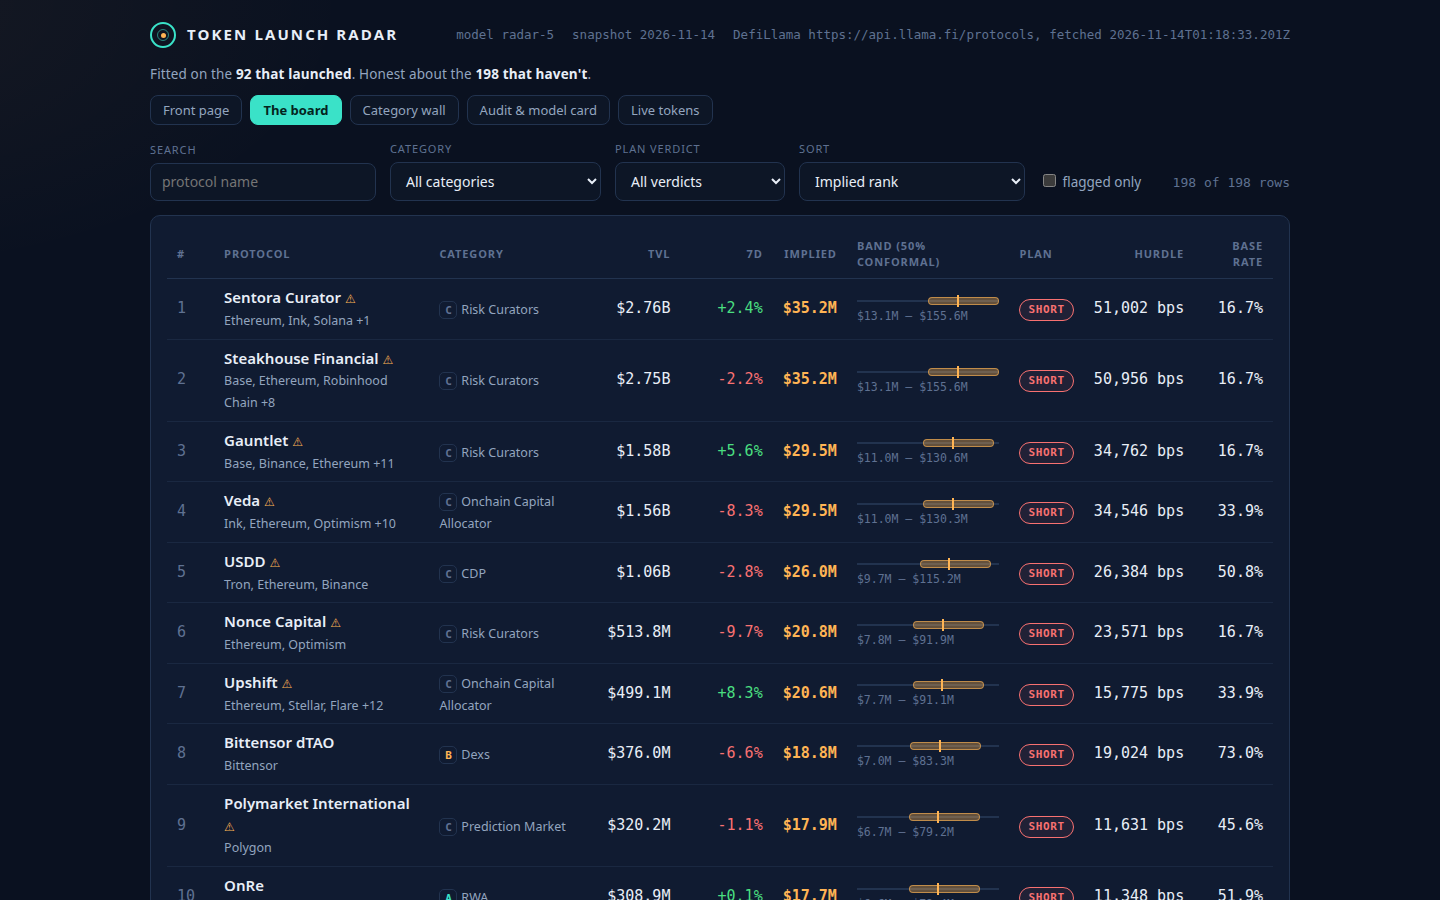 TOKEN LAUNCH RADAR
model radar-5 snapshot 2026-11-14 DefiLlama https://api.llama.fi/protocols, fetched 2026-11-14T01:18:33.201Z
Fitted on the 92 that launched. Honest about the 198 that haven't.
Front page The board Category wall Audit & model card Live tokens
SEARCH CATEGORY PLAN VERDICT SORT
protocol name All categories All verdicts Implied rank flagged only 198 of 198 rows
# PROTOCOL CATEGORY TVL 7D IMPLIED BAND (50% CONFORMAL) PLAN HURDLE BASE RATE
1 Sentora Curator ⚠ C Risk Curators $2.76B +2.4% $35.2M SHORT 51,002 bps 16.7%
Ethereum, Ink, Solana +1 $13.1M — $155.6M
2 Steakhouse Financial ⚠ C Risk Curators $2.75B -2.2% $35.2M SHORT 50,956 bps 16.7%
Base, Ethereum, Robinhood $13.1M — $155.6M
Chain +8
3 Gauntlet ⚠ C Risk Curators $1.58B +5.6% $29.5M SHORT 34,762 bps 16.7%
Base, Binance, Ethereum +11 $11.0M — $130.6M
4 Veda ⚠ C Onchain Capital $1.56B -8.3% $29.5M SHORT 34,546 bps 33.9%
Ink, Ethereum, Optimism +10 Allocator $11.0M — $130.3M
5 USDD ⚠ C CDP $1.06B -2.8% $26.0M SHORT 26,384 bps 50.8%
Tron, Ethereum, Binance $9.7M — $115.2M
6 Nonce Capital ⚠ C Risk Curators $513.8M -9.7% $20.8M SHORT 23,571 bps 16.7%
Ethereum, Optimism $7.8M — $91.9M
7 Upshift ⚠ C Onchain Capital $499.1M +8.3% $20.6M SHORT 15,775 bps 33.9%
Ethereum, Stellar, Flare +12 Allocator $7.7M — $91.1M
8 Bittensor dTAO B Dexs $376.0M -6.6% $18.8M SHORT 19,024 bps 73.0%
Bittensor $7.0M — $83.3M
9 Polymarket International ⚠ C Prediction Market $320.2M -1.1% $17.9M SHORT 11,631 bps 45.6%
Polygon $6.7M — $79.2M
10 OnRe A RWA $308.9M +0.1% $17.7M SHORT 11,348 bps 51.9%